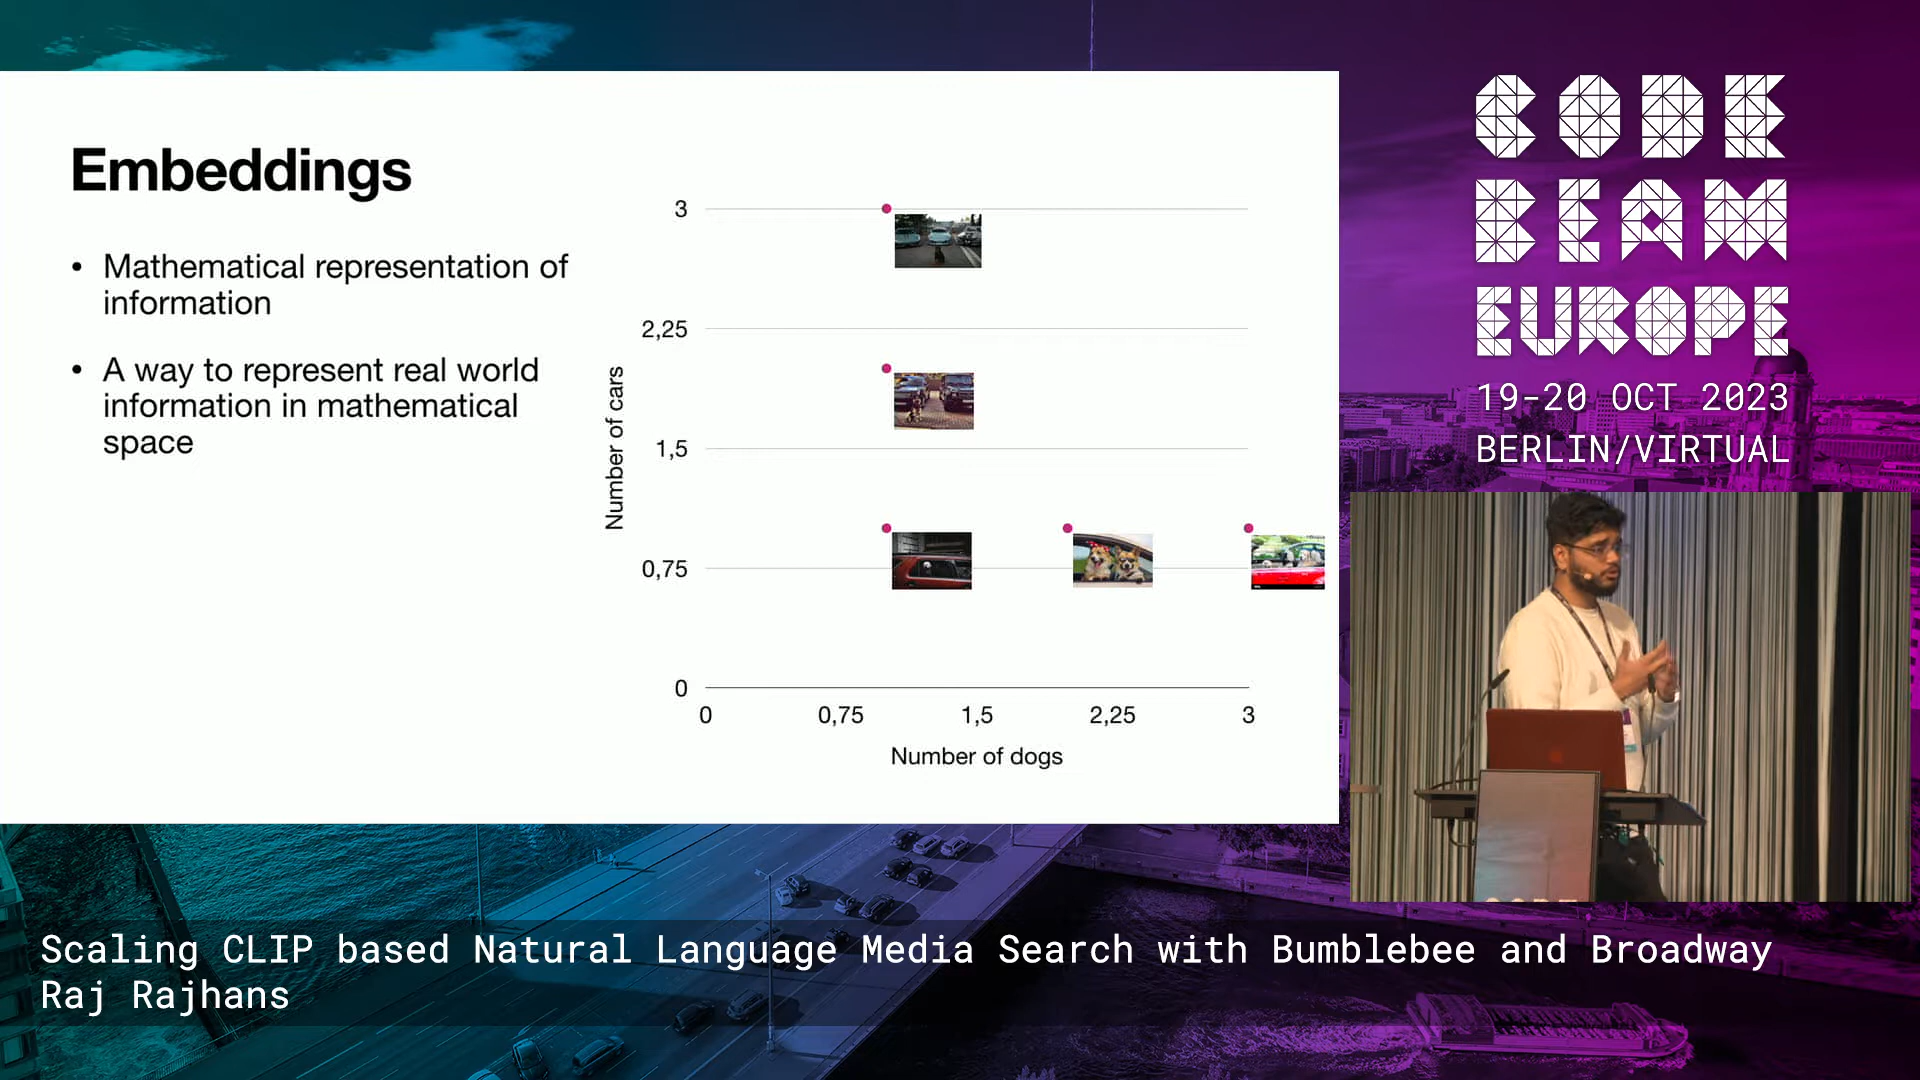 Embeddings
• Mathematical representation of
information
• A way to represent real world
information in mathematical
space
Number of cars
3
2,25
1,5
0,75
0
0
0,75
1,5
2,25
3
Number of dogs
CODE
BEAM
EUROPE
19-20 OCT 2023
BERLIN/VIRTUAL
Scaling CLIP based Natural Language Media Search with Bumblebee and Broadway
Raj Rajhans